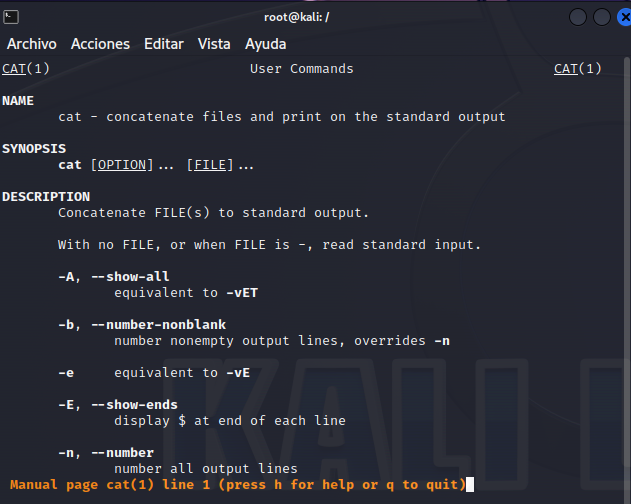 root@kali: /
Archivo Acciones Editar Vista Ayuda
CAT(1) User Commands CAT(1)
NAME
cat - concatenate files and print on the standard output
SYNOPSIS
cat [OPTION]... [FILE]...
DESCRIPTION
Concatenate FILE(s) to standard output.
With no FILE, or when FILE is -, read standard input.
-A, --show-all
equivalent to -vET
-b, --number-nonblank
number nonempty output lines, overrides -n
-e equivalent to -vE
-E, --show-ends
display $ at end of each line
-n, --number
number all output lines
Manual page cat(1) line 1 (press h for help or q to quit)
KALI